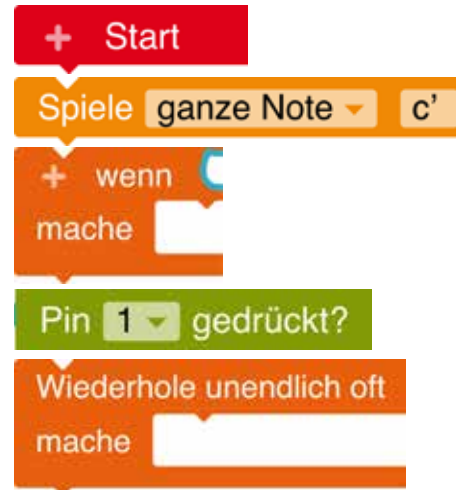 + Start
Spiele ganze Note c'
+ wenn
mache
Pin 1 gedrückt?
Wiederhole unendlich oft
mache